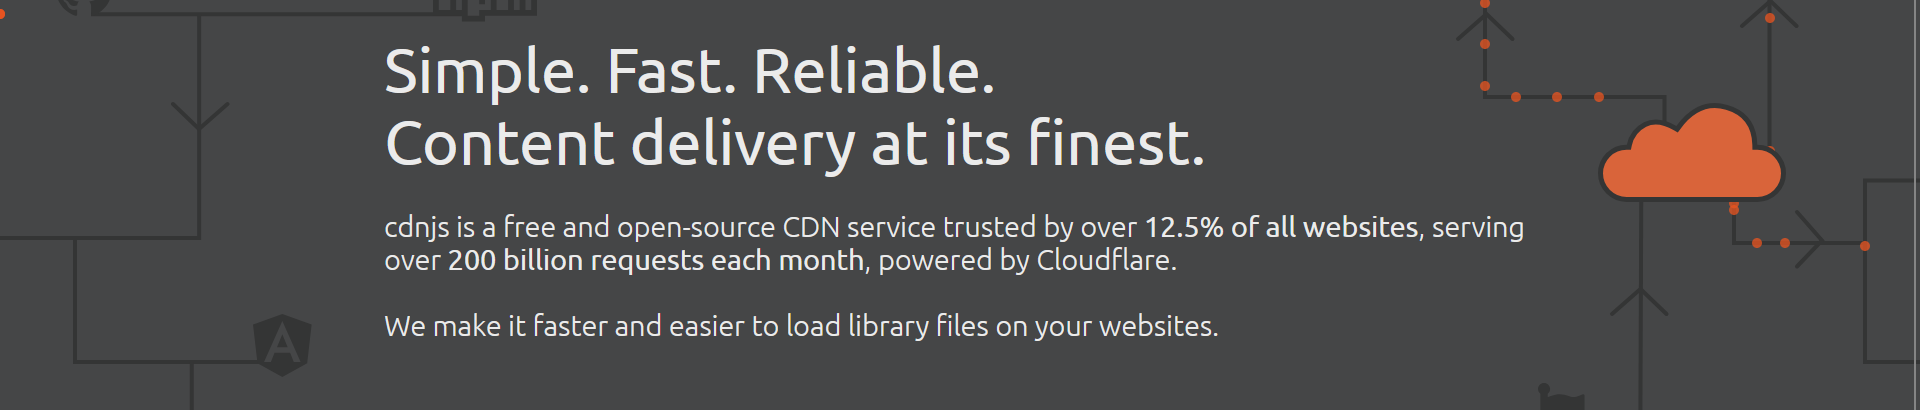 Simple. Fast. Reliable.
Content delivery at its finest.
cdnjs is a free and open-source CDN service trusted by over 12.5% of all websites, serving
over 200 billion requests each month, powered by Cloudflare.
We make it faster and easier to load library files on your websites.
A